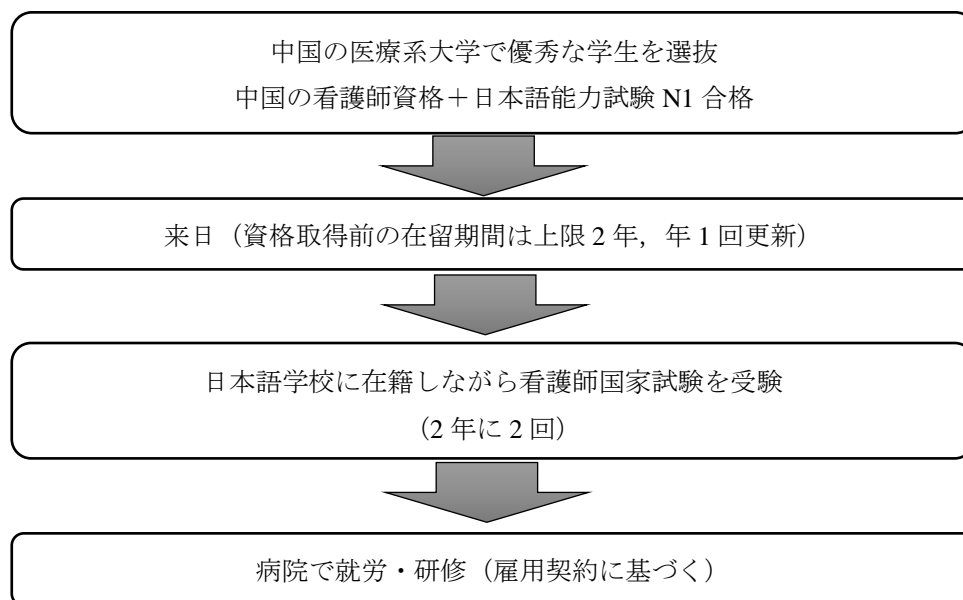 中国の医療系大学で優秀な学生を選抜
中国の看護師資格＋日本語能力試験 N1 合格
来日（資格取得前の在留期間は上限 2 年，年 1 回更新）
日本語学校に在籍しながら看護師国家試験を受験
（2 年に 2 回）
病院で就労・研修（雇用契約に基づく）